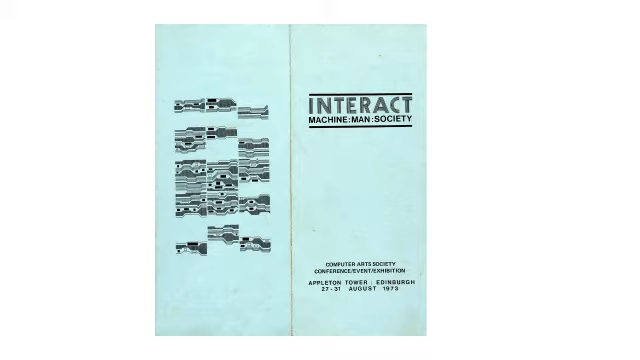 INTERACT
MACHINE:MAN:SOCIETY
COMPUTER ARTS SOCIETY
CONFERENCE/EVENT/EXHIBITION
APPLETON TOWER : EDINBURGH
27-31 AUGUST 1973